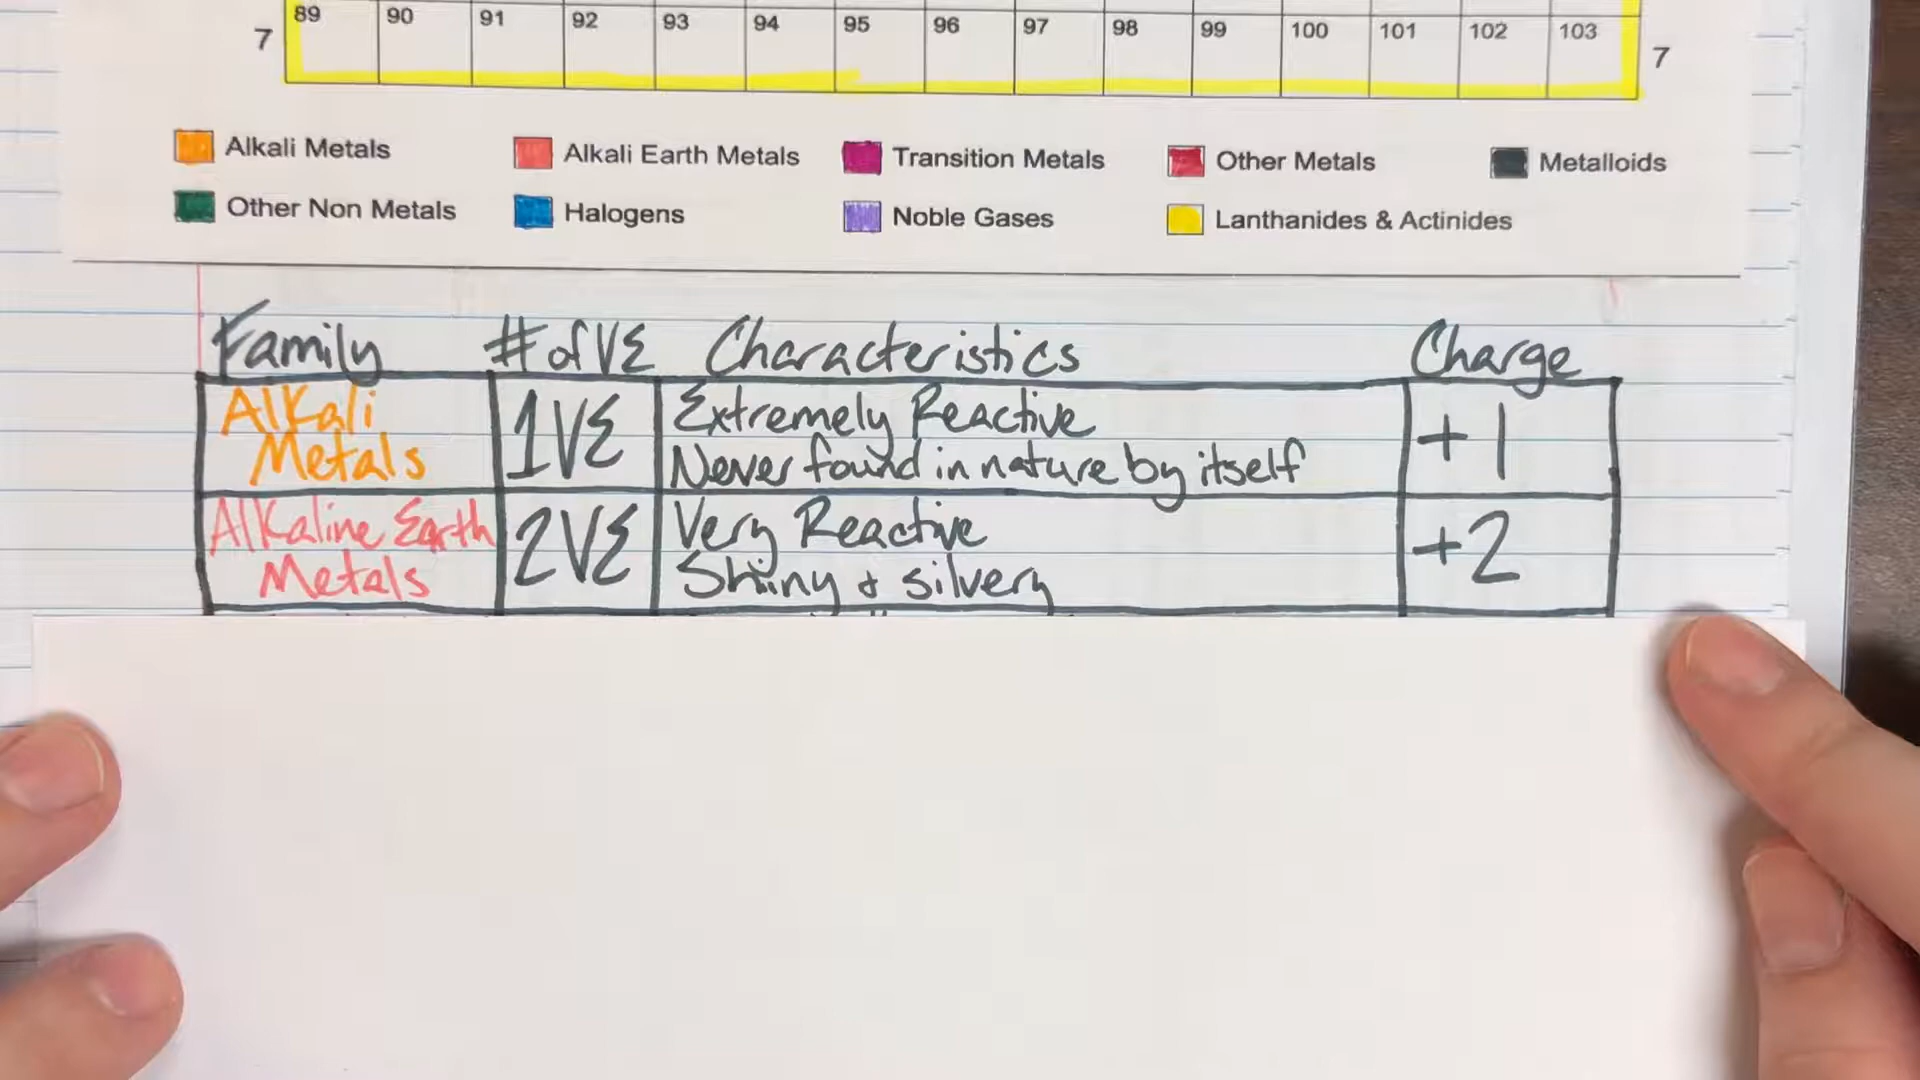 89 90 91 92 93 94 95 96 97 98 99 100 101 102 103
7 7
Alkali Metals Alkali Earth Metals Transition Metals Other Metals Metalloids
Other Non Metals Halogens Noble Gases Lanthanides & Actinides
Family # of VE Characteristics Charge
Alkali
Metals
1VE
Extremely Reactive
Never found in nature by itself
+1
Alkaline Earth
Metals
2VE
Very Reactive
Shiny & silvery
+2